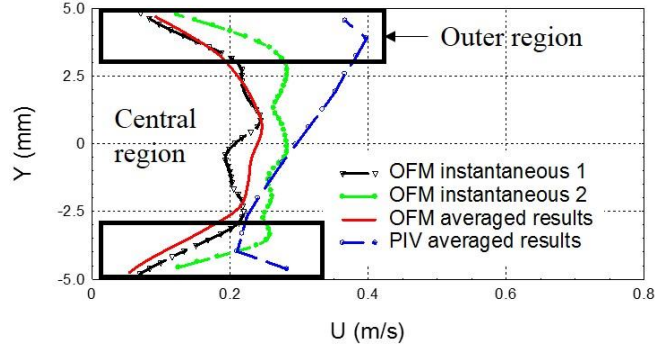 5.0
Outer region
2.5
Central
region
Y (mm)
0
OFM instantaneous 1
OFM instantaneous 2
OFM averaged results
PIV averaged results
-2.5
-5.0
0
0.2
0.4
0.6
0.8
U (m/s)